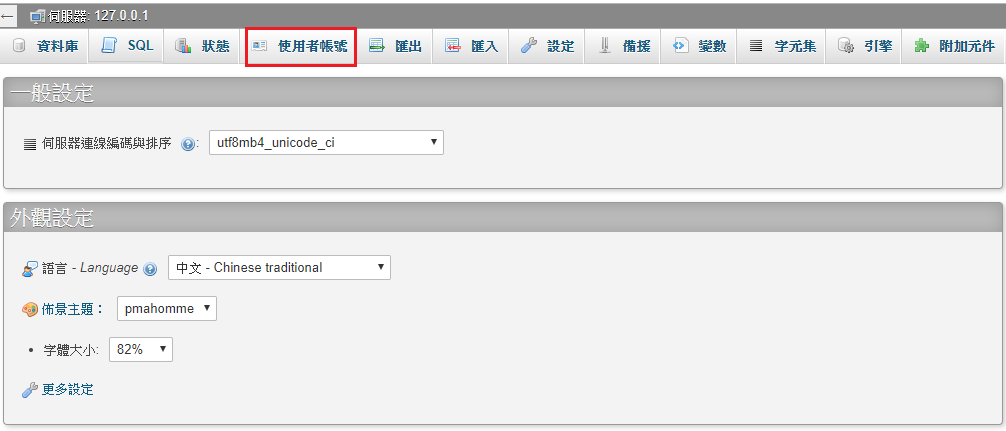 ← 伺服器: 127.0.0.1
資料庫 SQL 狀態 使用者帳號 匯出 匯入 設定 備援 變數 字元集 引擎 附加元件
一般設定
伺服器連線編碼與排序 : utf8mb4_unicode_ci
外觀設定
語言 - Language 中文 - Chinese traditional
佈景主題： pmahomme
• 字體大小: 82%
更多設定